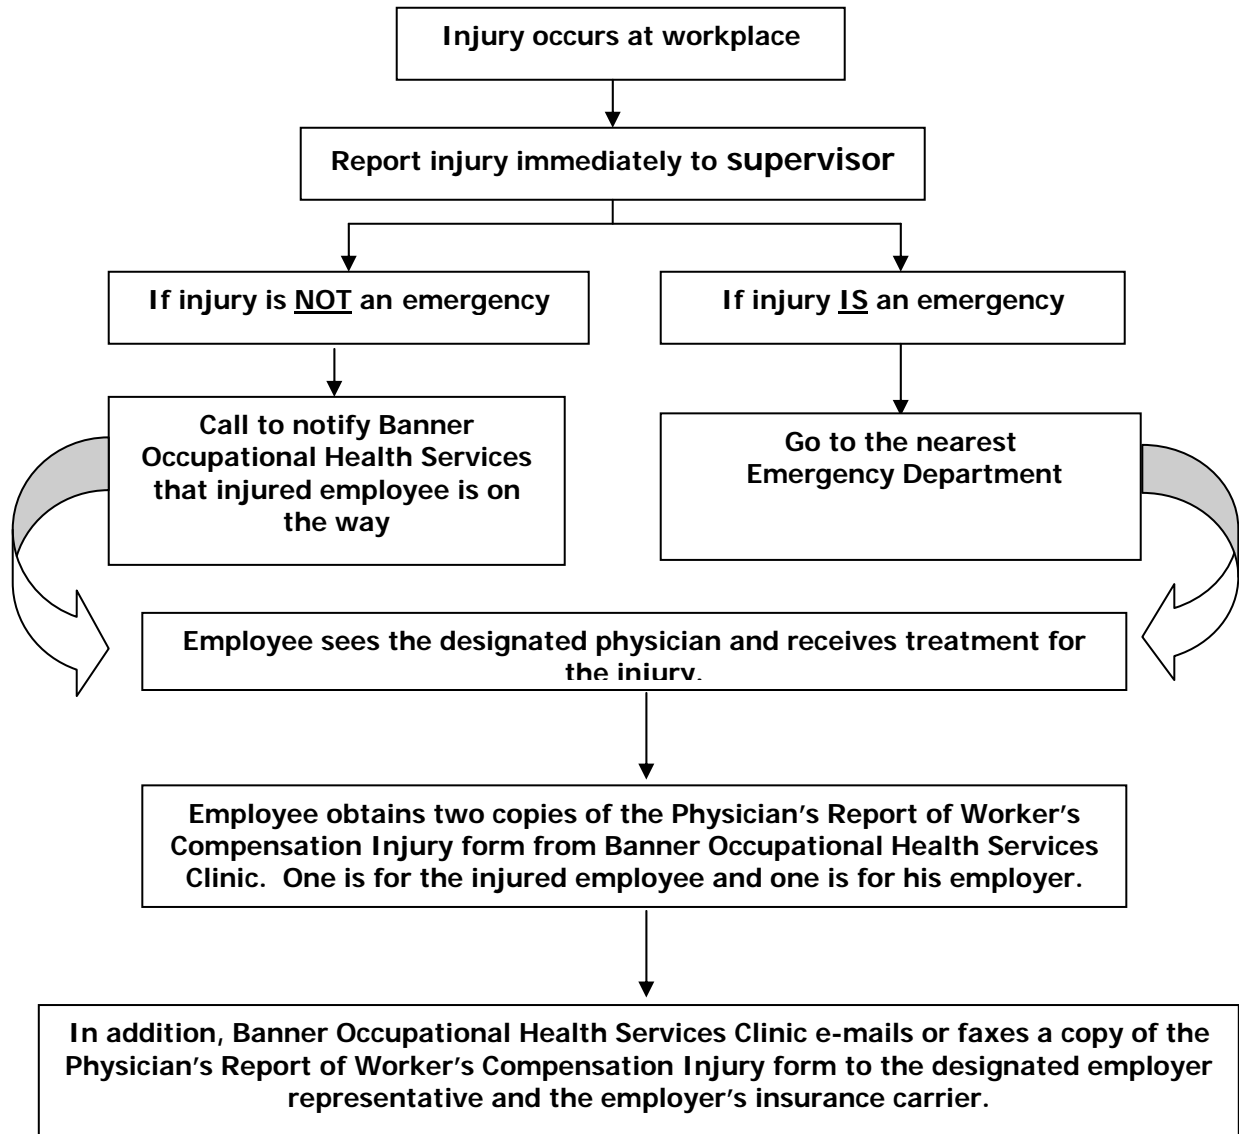 Injury occurs at workplace
Report injury immediately to supervisor
If injury is NOT an emergency
If injury IS an emergency
Call to notify Banner
Occupational Health Services
that injured employee is on
the way
Go to the nearest
Emergency Department
Employee sees the designated physician and receives treatment for
the injury.
Employee obtains two copies of the Physician’s Report of Worker’s
Compensation Injury form from Banner Occupational Health Services
Clinic.  One is for the injured employee and one is for his employer.
In addition, Banner Occupational Health Services Clinic e-mails or faxes a copy of the
Physician’s Report of Worker’s Compensation Injury form to the designated employer
representative and the employer’s insurance carrier.